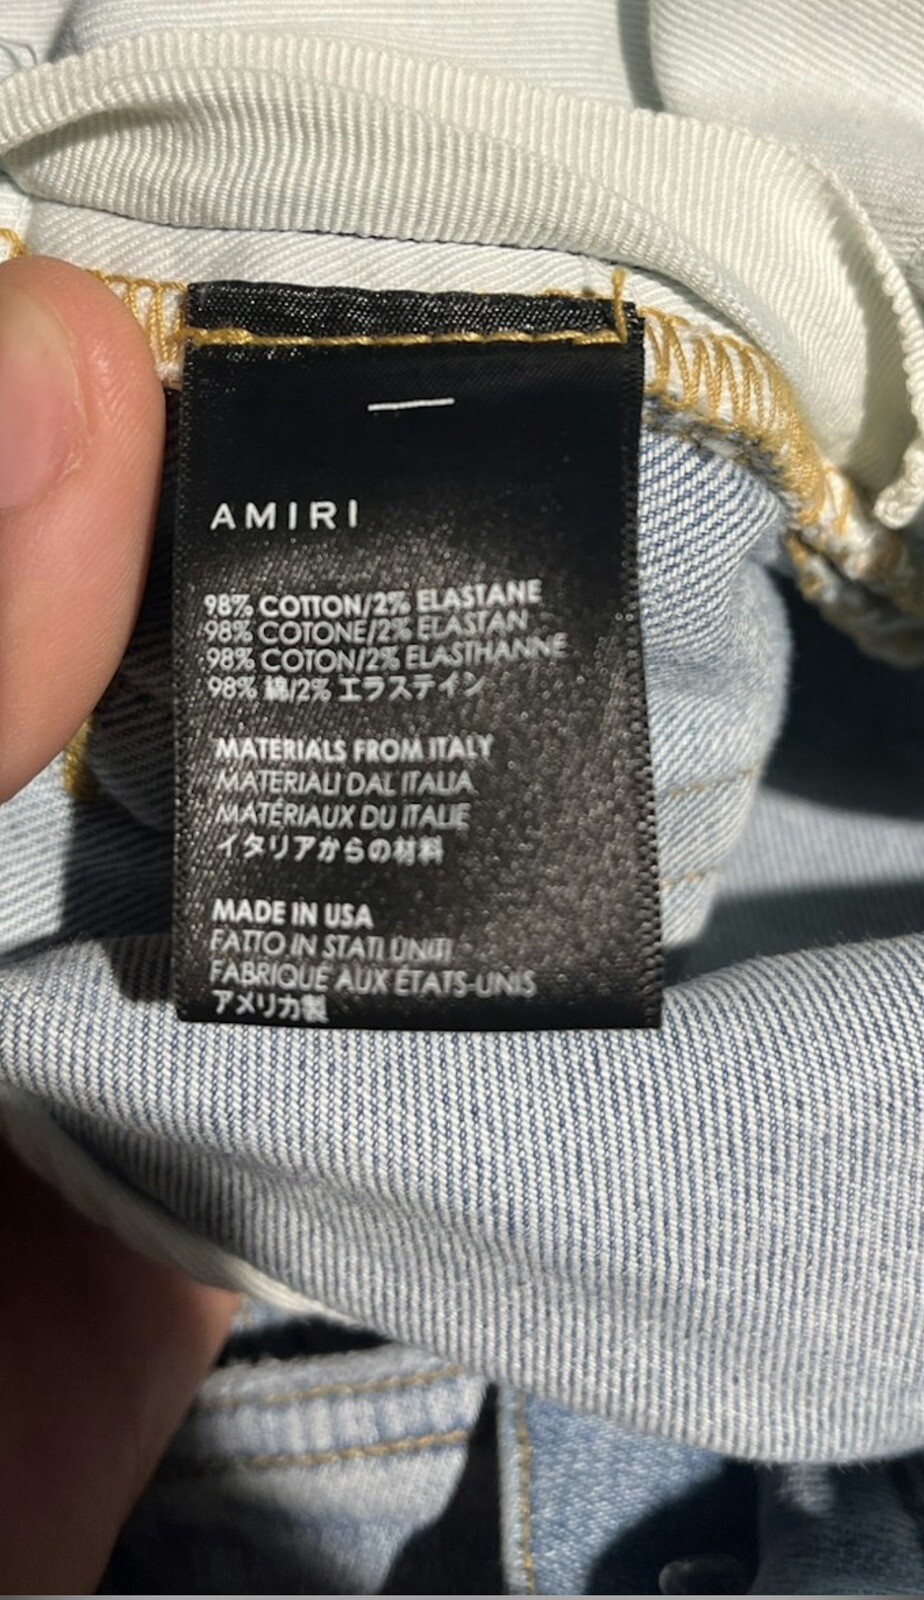 AMIRI
98% COTTON/2% ELASTANE
98% COTONE/2% ELASTAN
98% COTON/2% ELASTHANNE
98% 綿/2% エラステイン
MATERIALS FROM ITALY
MATERIALI DAL ITALIA
MATÉRIAUX DU ITALIE
イタリアからの材料
MADE IN USA
FATTO IN STATI UNITI
FABRIQUÉ AUX ÉTATS-UNIS
アメリカ製